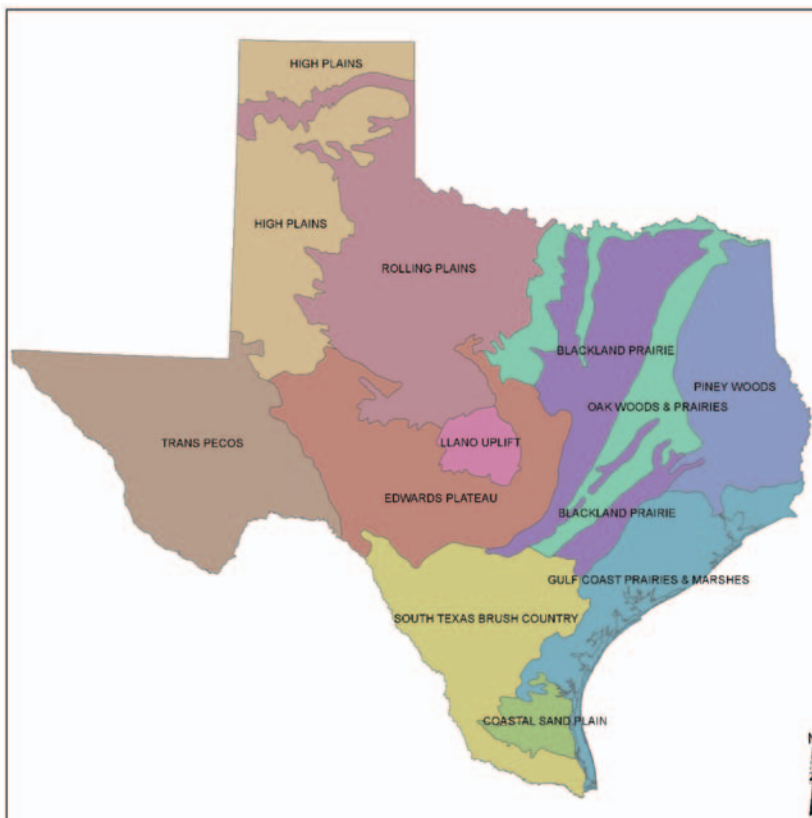 HIGH PLAINS
HIGH PLAINS
ROLLING PLAINS
BLACKLAND PRAIRIE
PINEY WOODS
OAK WOODS & PRAIRIES
TRANS PECOS
LLANO UPLIFT
EDWARDS PLATEAU
BLACKLAND PRAIRIE
GULF COAST PRAIRIES & MARSHES
SOUTH TEXAS BRUSH COUNTRY
COASTAL SAND PLAIN